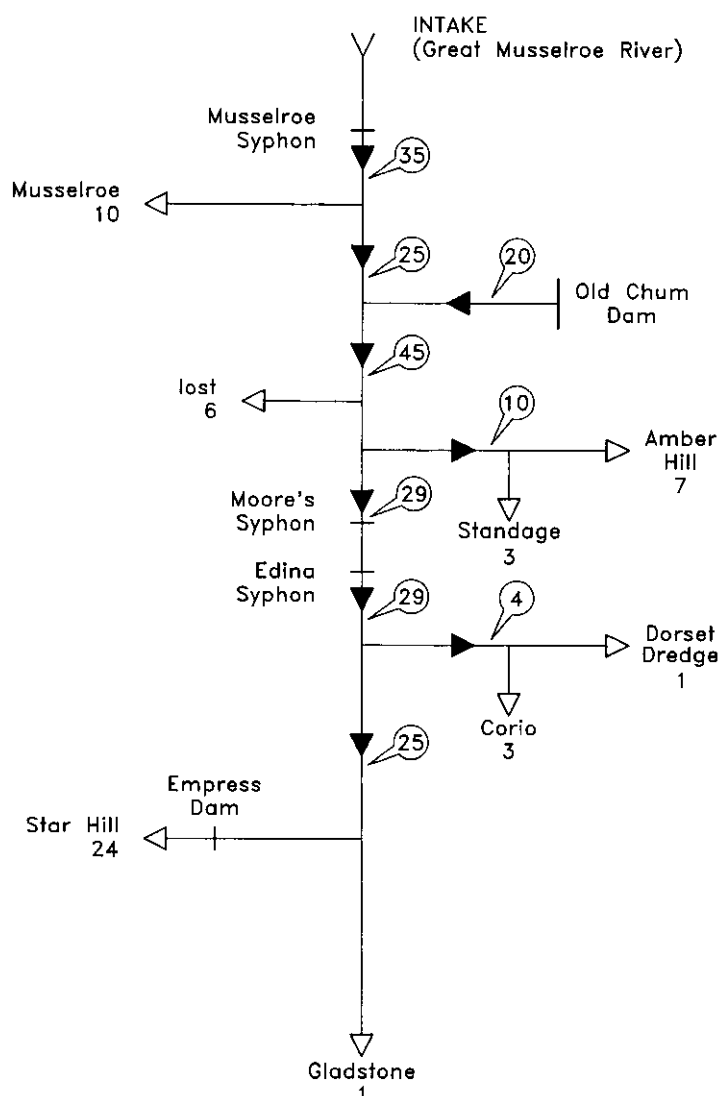 INTAKE
(Great Musselroe River)
Musselroe
Syphon
35
Musselroe
10
25
20
Old Chum
Dam
45
lost
6
10
Amber
Hill
7
Moore's
Syphon
29
Standage
3
Edina
Syphon
29
4
Dorset
Dredge
1
Corio
3
25
Empress
Dam
Star Hill
24
Gladstone
1